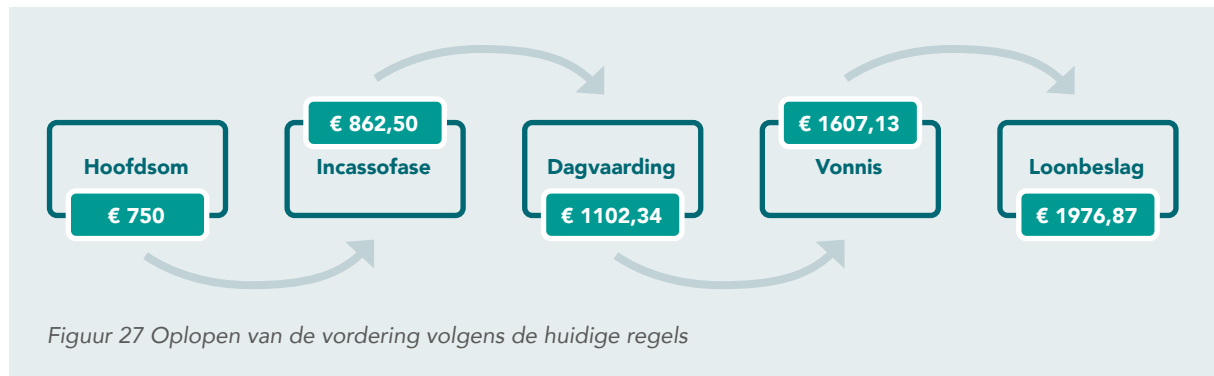 Hoofdsom
€ 750
€ 862,50
Incassofase
Dagvaarding
€ 1102,34
€ 1607,13
Vonnis
Loonbeslag
€ 1976,87
Figuur 27 Oplopen van de vordering volgens de huidige regels